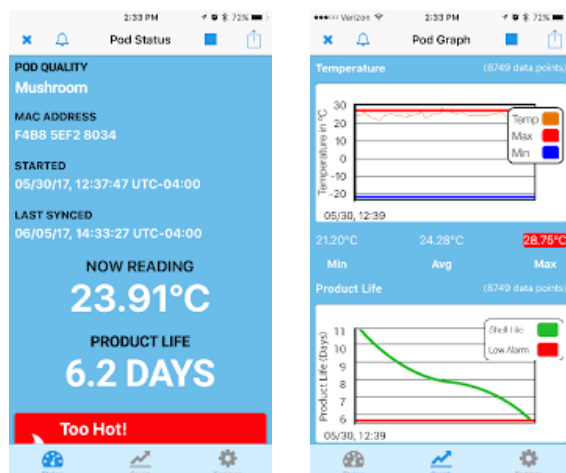 2:33 PM
72%
Pod Status
POD QUALITY
Mushroom
MAC ADDRESS
F4B8 5EF2 8034
STARTED
05/30/17, 12:37:47 UTC-04:00
LAST SYNCED
06/05/17, 14:33:27 UTC-04:00
NOW READING
23.91°C
PRODUCT LIFE
6.2 DAYS
Too Hot!
Verizon
2:33 PM
72%
Pod Graph
Temperature
(8749 data points)
Temperature in °C
30
20
10
0
-10
-20
Temp
Max
Min
05/30, 12:39
21.20°C
24.28°C
28.75°C
Min
Avg
Max
Product Life
(8749 data points)
Product Life (Days)
11
10
9
8
7
6
Shelf Life
Low Alarm
05/30, 12:39